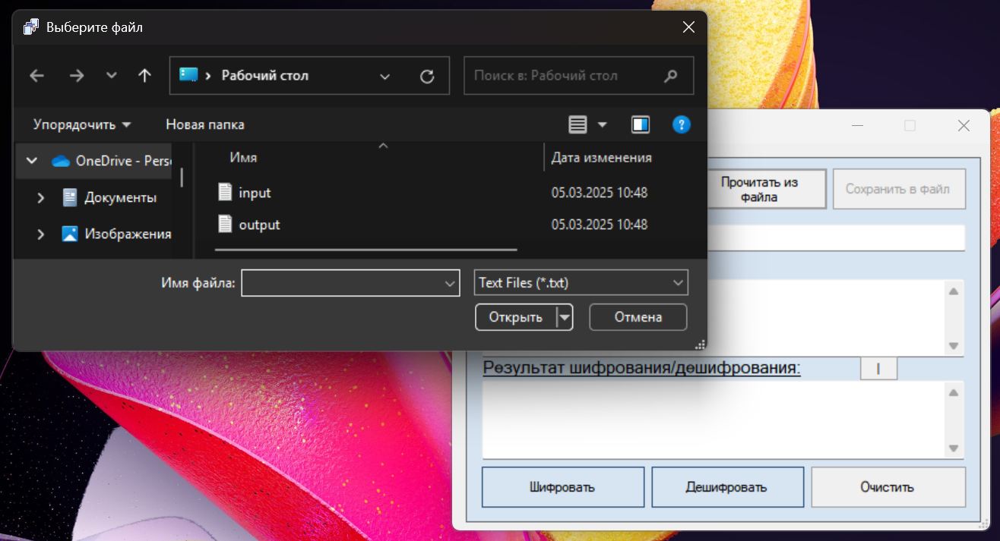 Выберите файл
Рабочий стол
Поиск в: Рабочий стол
Упорядочить
Новая папка
?
Имя
Дата изменения
OneDrive - Pers
input
05.03.2025 10:48
Документы
output
05.03.2025 10:48
Изображения
Имя файла:
Text Files (*.txt)
Открыть
Отмена
Прочитать из
файла
Сохранить в файл
Результат шифрования/дешифрования:
|
Шифровать
Дешифровать
Очистить